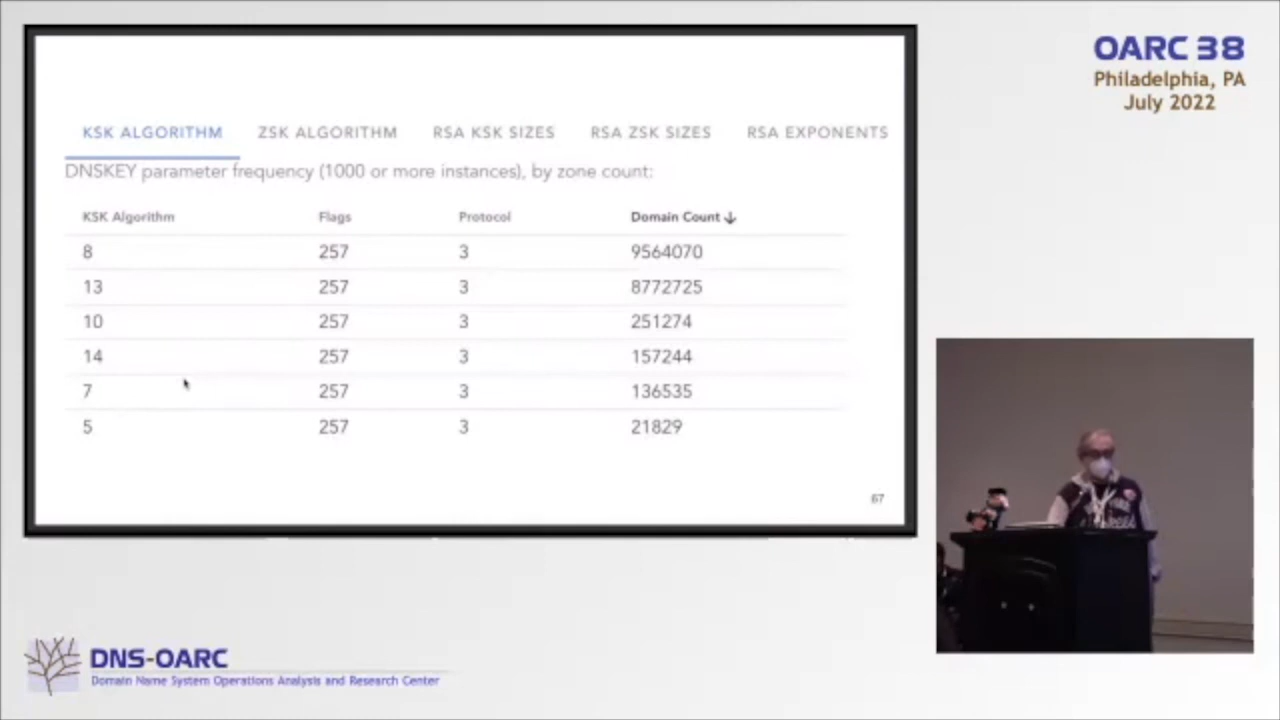 KSK ALGORITHM ZSK ALGORITHM RSA KSK SIZES RSA ZSK SIZES RSA EXPONENTS
DNSKEY parameter frequency (1000 or more instances), by zone count:
KSK Algorithm Flags Protocol Domain Count↓
8 257 3 9564070
13 257 3 8772725
10 257 3 251274
14 257 3 157244
7 257 3 136535
5 257 3 21829
67
OARC 38
Philadelphia, PA
July 2022
DNS-OARC
Domain Name System Operations Analysis and Research Center